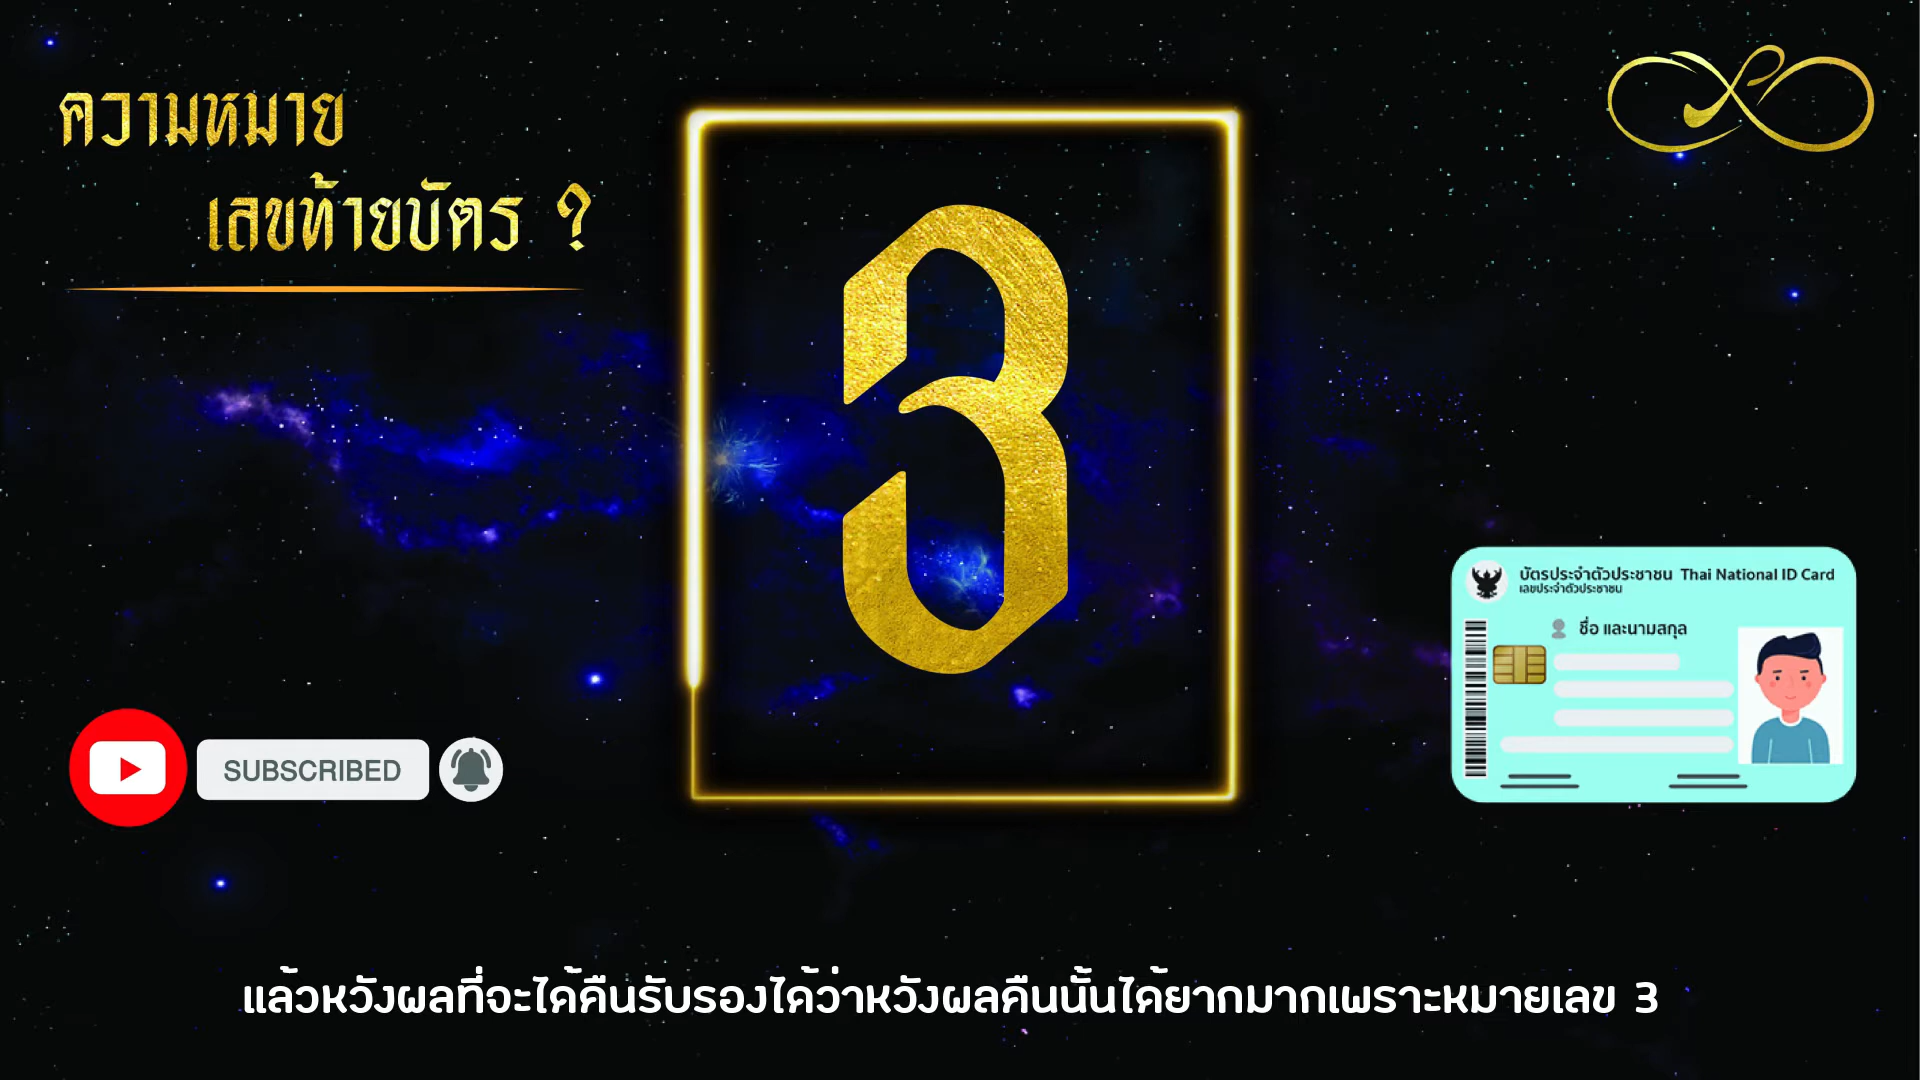 ความหมาย
เลขท้ายบัตร ?
3
บัตรประจำตัวประชาชน Thai National ID Card
เลขประจำตัวประชาชน
ชื่อ และนามสกุล
SUBSCRIBED
แล้วหวังผลที่จะได้คืนรับรองได้ว่าหวังผลคืนนั้นได้ยากมากเพราะหมายเลข 3